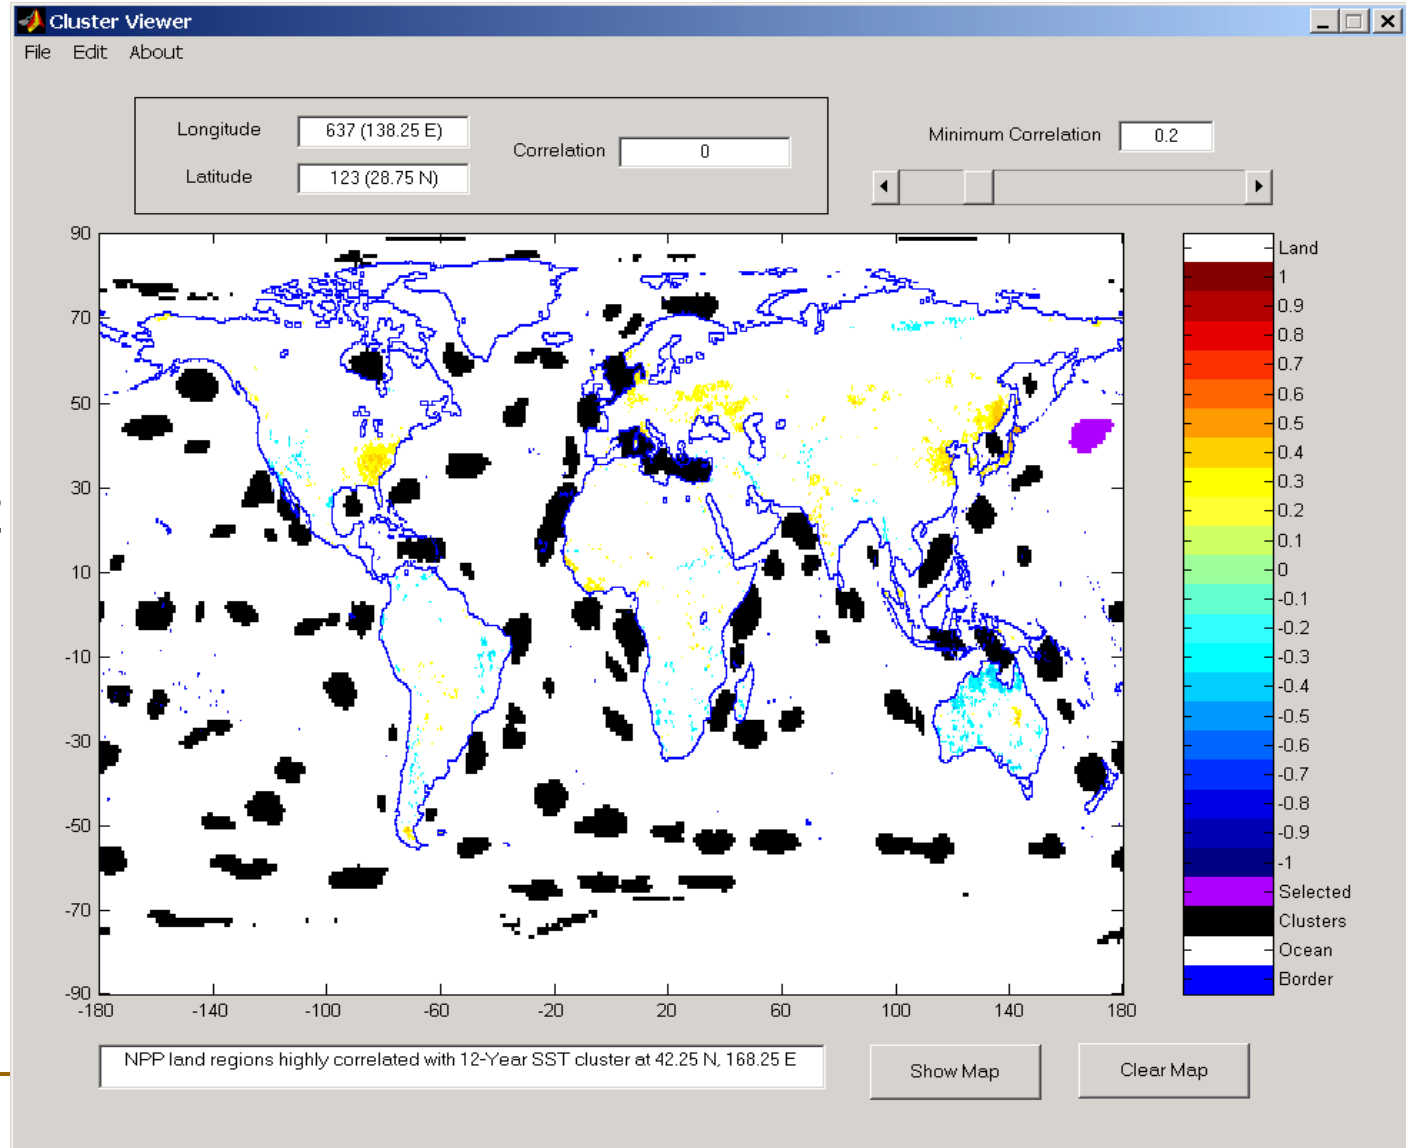 Cluster Viewer
File Edit About
Longitude 637 (138.25 E)
Latitude 123 (28.75 N)
Correlation 0
Minimum Correlation 0.2
90
70
50
30
10
-10
-30
-50
-70
-90
-180 -140 -100 -60 -20 20 60 100 140 180
Land
1
0.9
0.8
0.7
0.6
0.5
0.4
0.3
0.2
0.1
0
-0.1
-0.2
-0.3
-0.4
-0.5
-0.6
-0.7
-0.8
-0.9
-1
Selected
Clusters
Ocean
Border
NPP land regions highly correlated with 12-Year SST cluster at 42.25 N, 168.25 E
Show Map
Clear Map